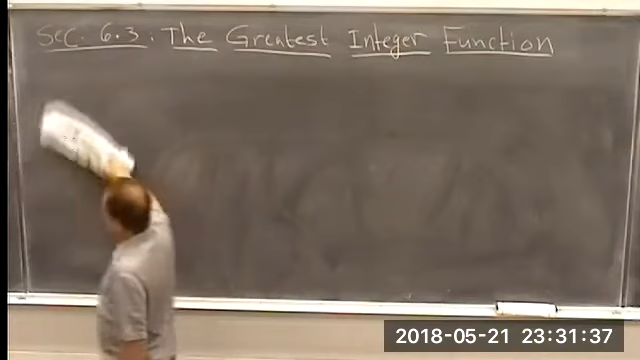 Sec. 6.3: The Greatest Integer Function
2018-05-21 23:31:37